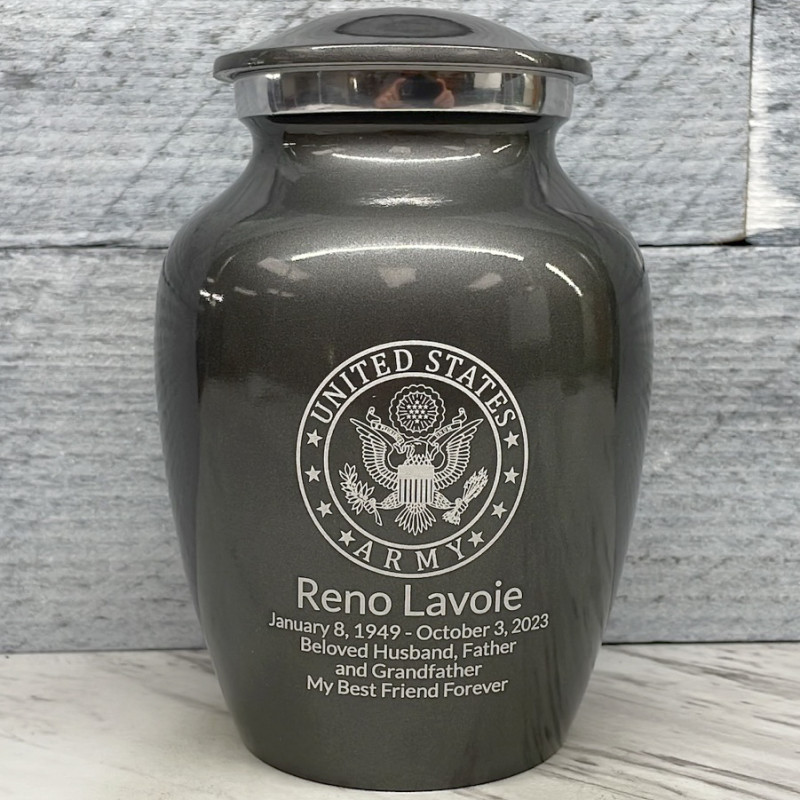 UNITED STATES
ARMY
Reno Lavoie
January 8, 1949 - October 3, 2023
Beloved Husband, Father
and Grandfather
My Best Friend Forever